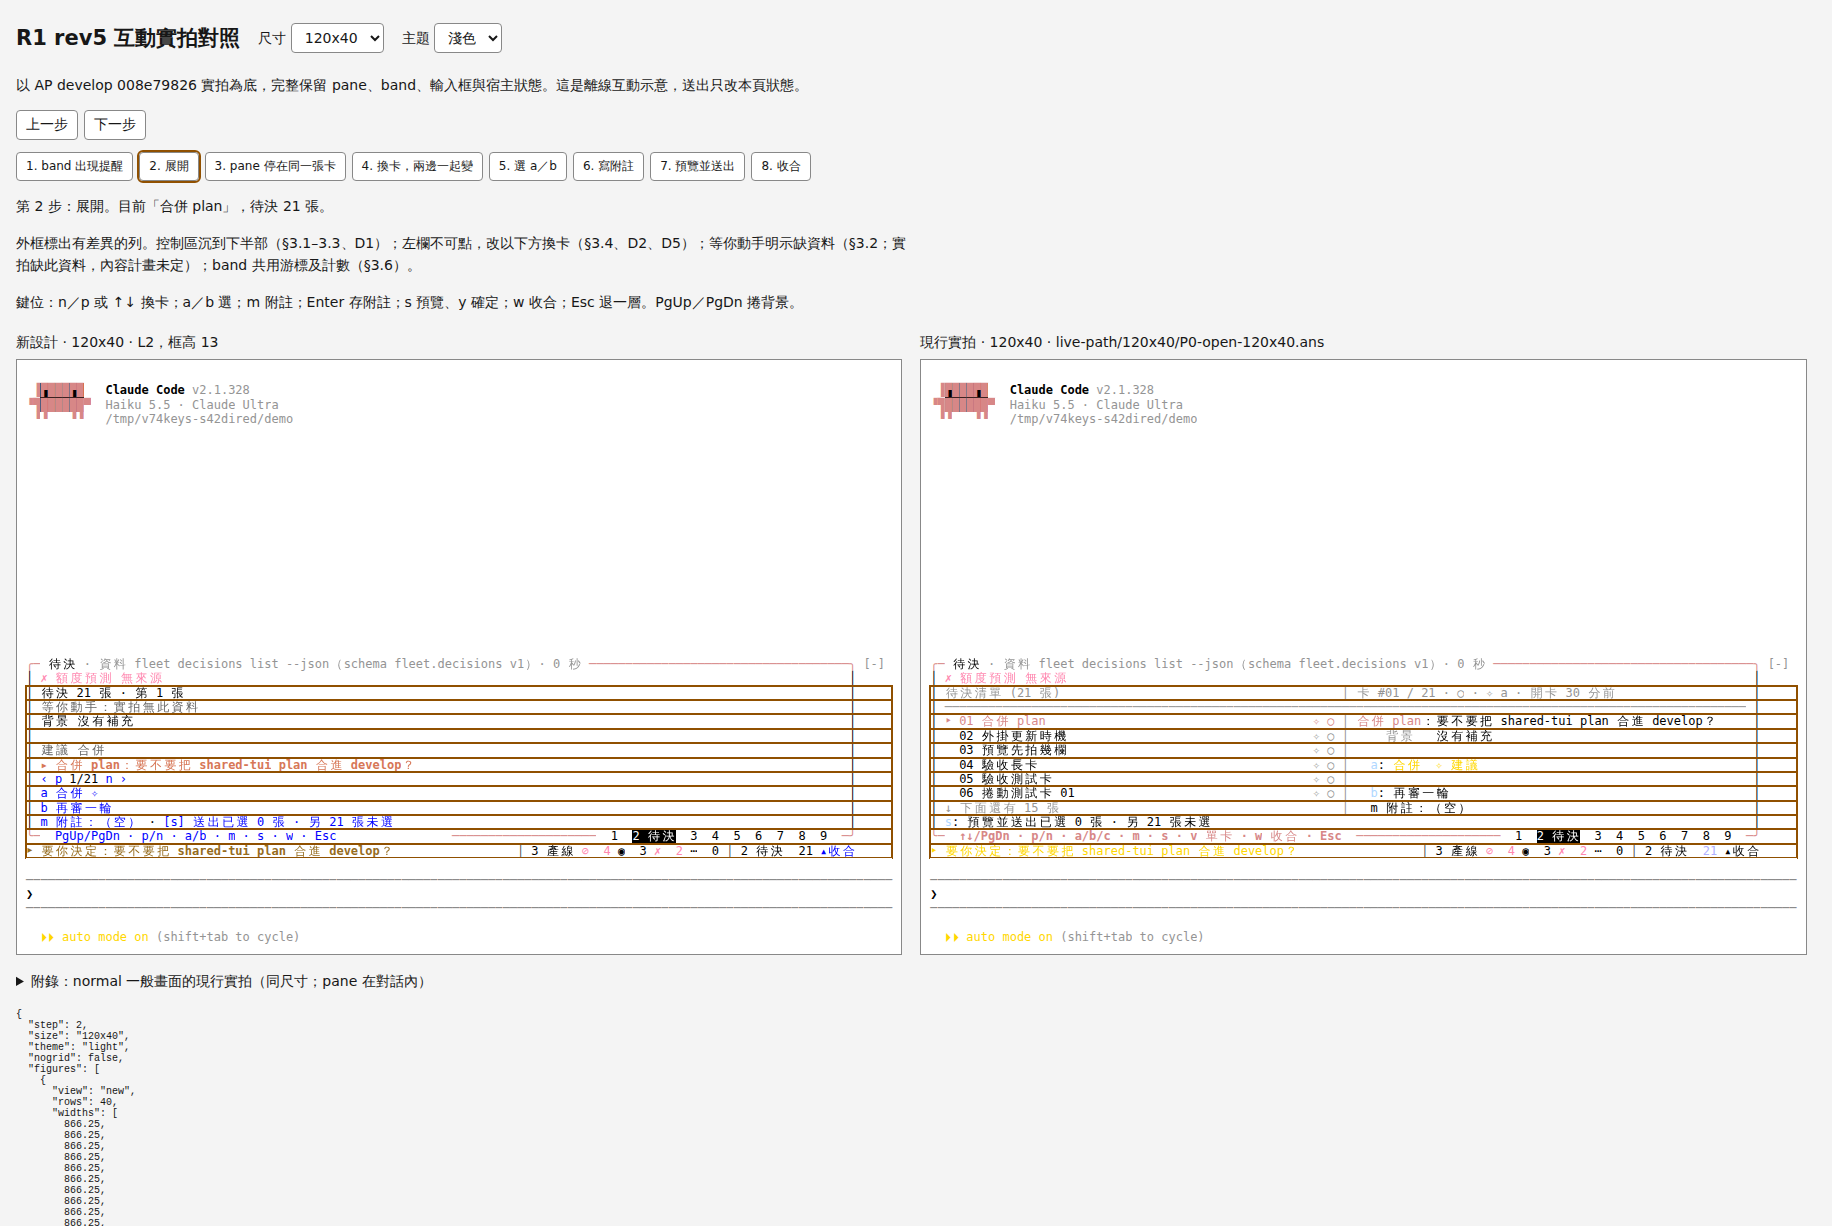 R1 rev5 互動實拍對照 尺寸 120x40 主題 淺色
以 AP develop 008e79826 實拍為底，完整保留 pane、band、輸入框與宿主狀態。這是離線互動示意，送出只改本頁狀態。
上一步 下一步
1. band 出現提醒 2. 展開 3. pane 停在同一張卡 4. 換卡，兩邊一起變 5. 選 a／b 6. 寫附註 7. 預覽並送出 8. 收合
第 2 步：展開。目前「合併 plan」，待決 21 張。
外框標出有差異的列。控制區沉到下半部（§3.1–3.3、D1）；左欄不可點，改以下方換卡（§3.4、D2、D5）；等你動手明示缺資料（§3.2；實
拍缺此資料，內容計畫未定）；band 共用游標及計數（§3.6）。
鍵位：n／p 或 ↑↓ 換卡；a／b 選；m 附註；Enter 存附註；s 預覽、y 確定；w 收合；Esc 退一層。PgUp／PgDn 捲背景。
新設計 · 120x40 · L2，框高 13
Claude Code v2.1.328
Haiku 5.5 · Claude Ultra
/tmp/v74keys-s42dired/demo
待決 · 資料 fleet decisions list --json（schema fleet.decisions v1）· 0 秒 [-]
✗ 額度預測 無來源
待決 21 張 · 第 1 張
等你動手：實拍無此資料
背景 沒有補充
建議 合併
▸ 合併 plan：要不要把 shared-tui plan 合進 develop？
‹ p 1/21 n ›
a 合併 ✧
b 再審一輪
m 附註：（空） · [s] 送出已選 0 張 · 另 21 張未選
PgUp/PgDn · p/n · a/b · m · s · w · Esc 1 2 待決 3 4 5 6 7 8 9
▸ 要你決定：要不要把 shared-tui plan 合進 develop？ | 3 產線 ⊘ 4 ◉ 3 ✗ 2 ⋯ 0 | 2 待決 21 ▴收合
❯
⏵⏵ auto mode on (shift+tab to cycle)
現行實拍 · 120x40 · live-path/120x40/P0-open-120x40.ans
Claude Code v2.1.328
Haiku 5.5 · Claude Ultra
/tmp/v74keys-s42dired/demo
待決 · 資料 fleet decisions list --json（schema fleet.decisions v1）· 0 秒 [-]
✗ 額度預測 無來源
待決清單 (21 張) | 卡 #01 / 21 · ○ · ✧ a · 開卡 30 分前
‣ 01 合併 plan ✧ ○ | 合併 plan：要不要把 shared-tui plan 合進 develop？
02 外掛更新時機 ✧ ○ | 背景 沒有補充
03 預覽先拍幾欄 ✧ ○ |
04 驗收長卡 ✧ ○ | a: 合併 ✧ 建議
05 驗收測試卡 ✧ ○ |
06 捲動測試卡 01 ✧ ○ | b: 再審一輪
↓ 下面還有 15 張 | m 附註：（空）
s: 預覽並送出已選 0 張 · 另 21 張未選
↑↓/PgDn · p/n · a/b/c · m · s · v 單卡 · w 收合 · Esc 1 2 待決 3 4 5 6 7 8 9
▸ 要你決定：要不要把 shared-tui plan 合進 develop？ | 3 產線 ⊘ 4 ◉ 3 ✗ 2 ⋯ 0 | 2 待決 21 ▴收合
❯
⏵⏵ auto mode on (shift+tab to cycle)
▶ 附錄：normal 一般畫面的現行實拍（同尺寸；pane 在對話內）
{
"step": 2,
"size": "120x40",
"theme": "light",
"nogrid": false,
"figures": [
{
"view": "new",
"rows": 40,
"widths": [
866.25,
866.25,
866.25,
866.25,
866.25,
866.25,
866.25,
866.25,
866.25,
866.25,